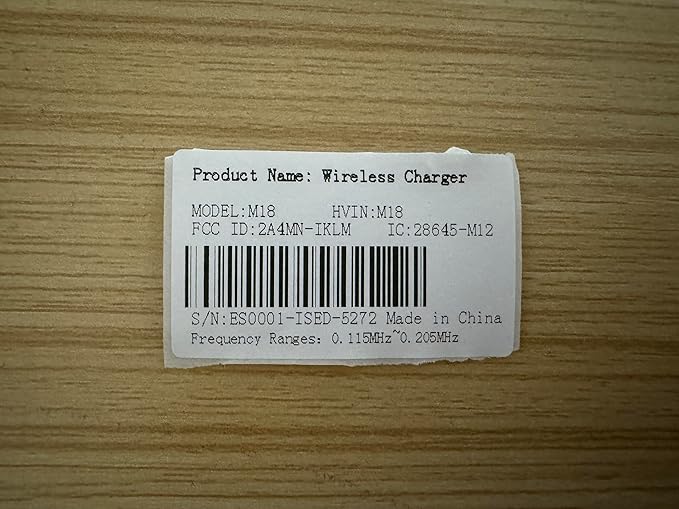 Product Name: Wireless Charger
MODEL:M18 HVIN:M18
FCC ID:2A4MN-IKLM IC:28645-M12
S/N:ES0001-ISED-5272 Made in China
Frequency Ranges: 0.115MHz~0.205MHz